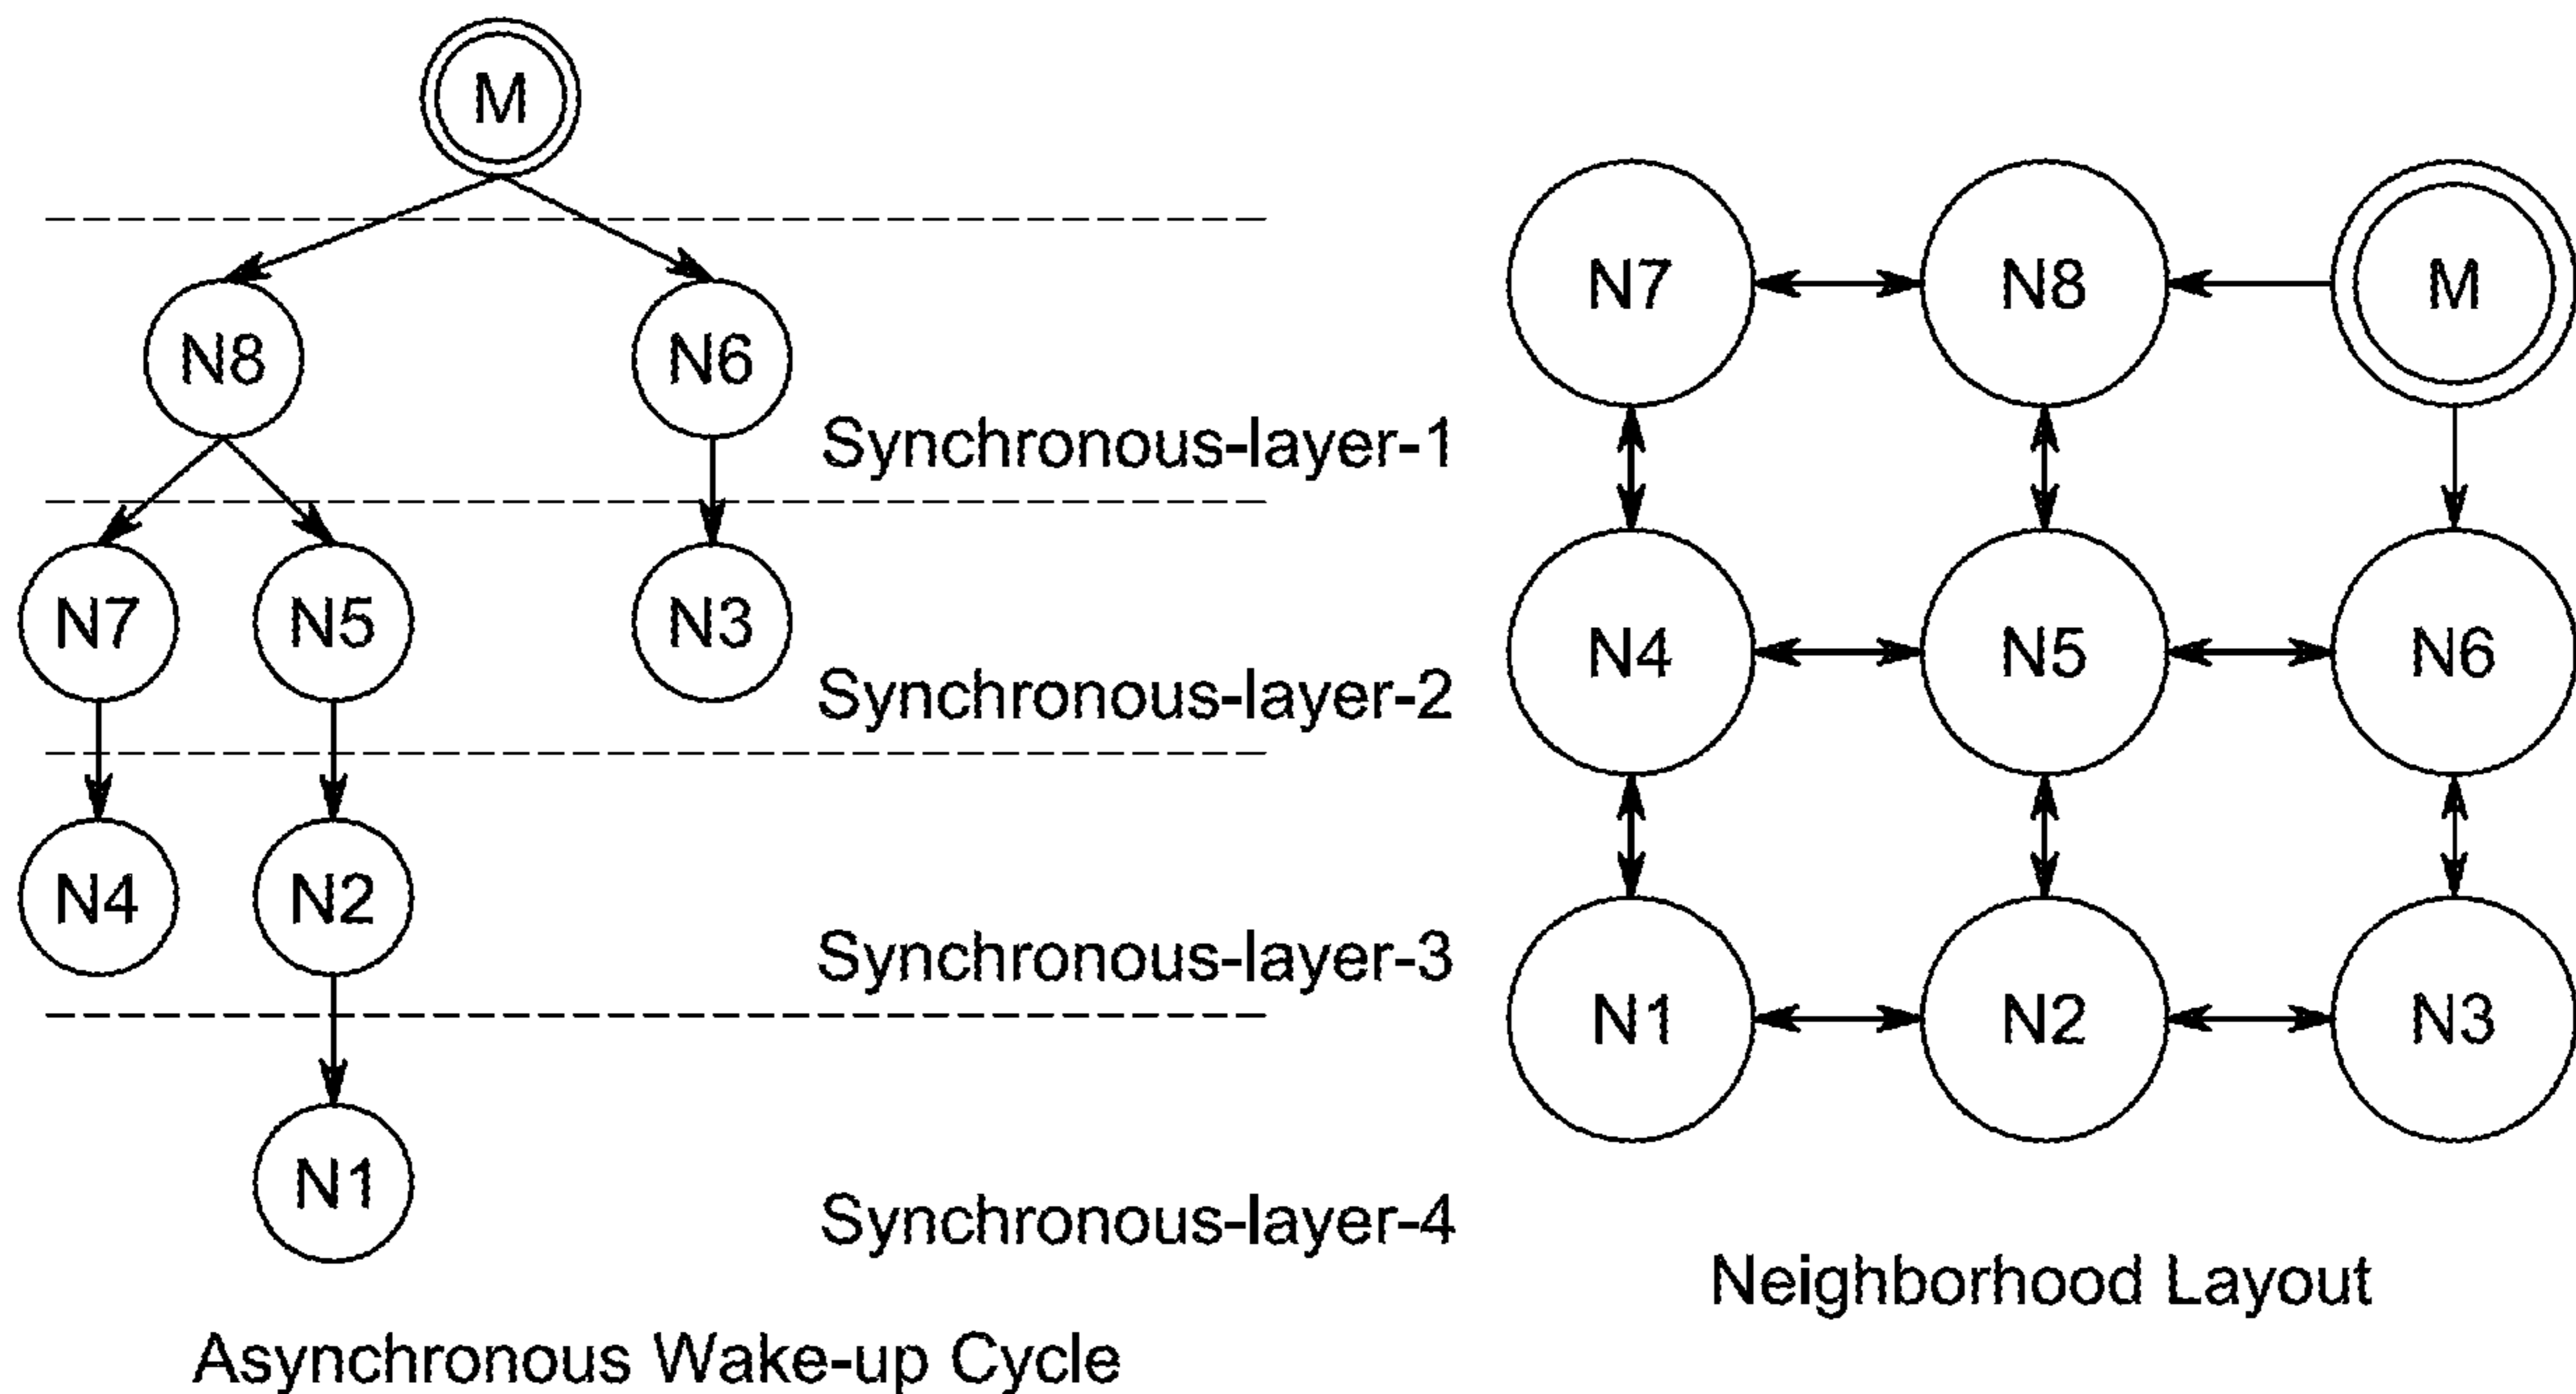 M
N8
N6
Synchronous-layer-1
N7
N5
N3
Synchronous-layer-2
N4
N2
Synchronous-layer-3
N1
Synchronous-layer-4
Asynchronous Wake-up Cycle
N7
N8
M
N4
N5
N6
N1
N2
N3
Neighborhood Layout